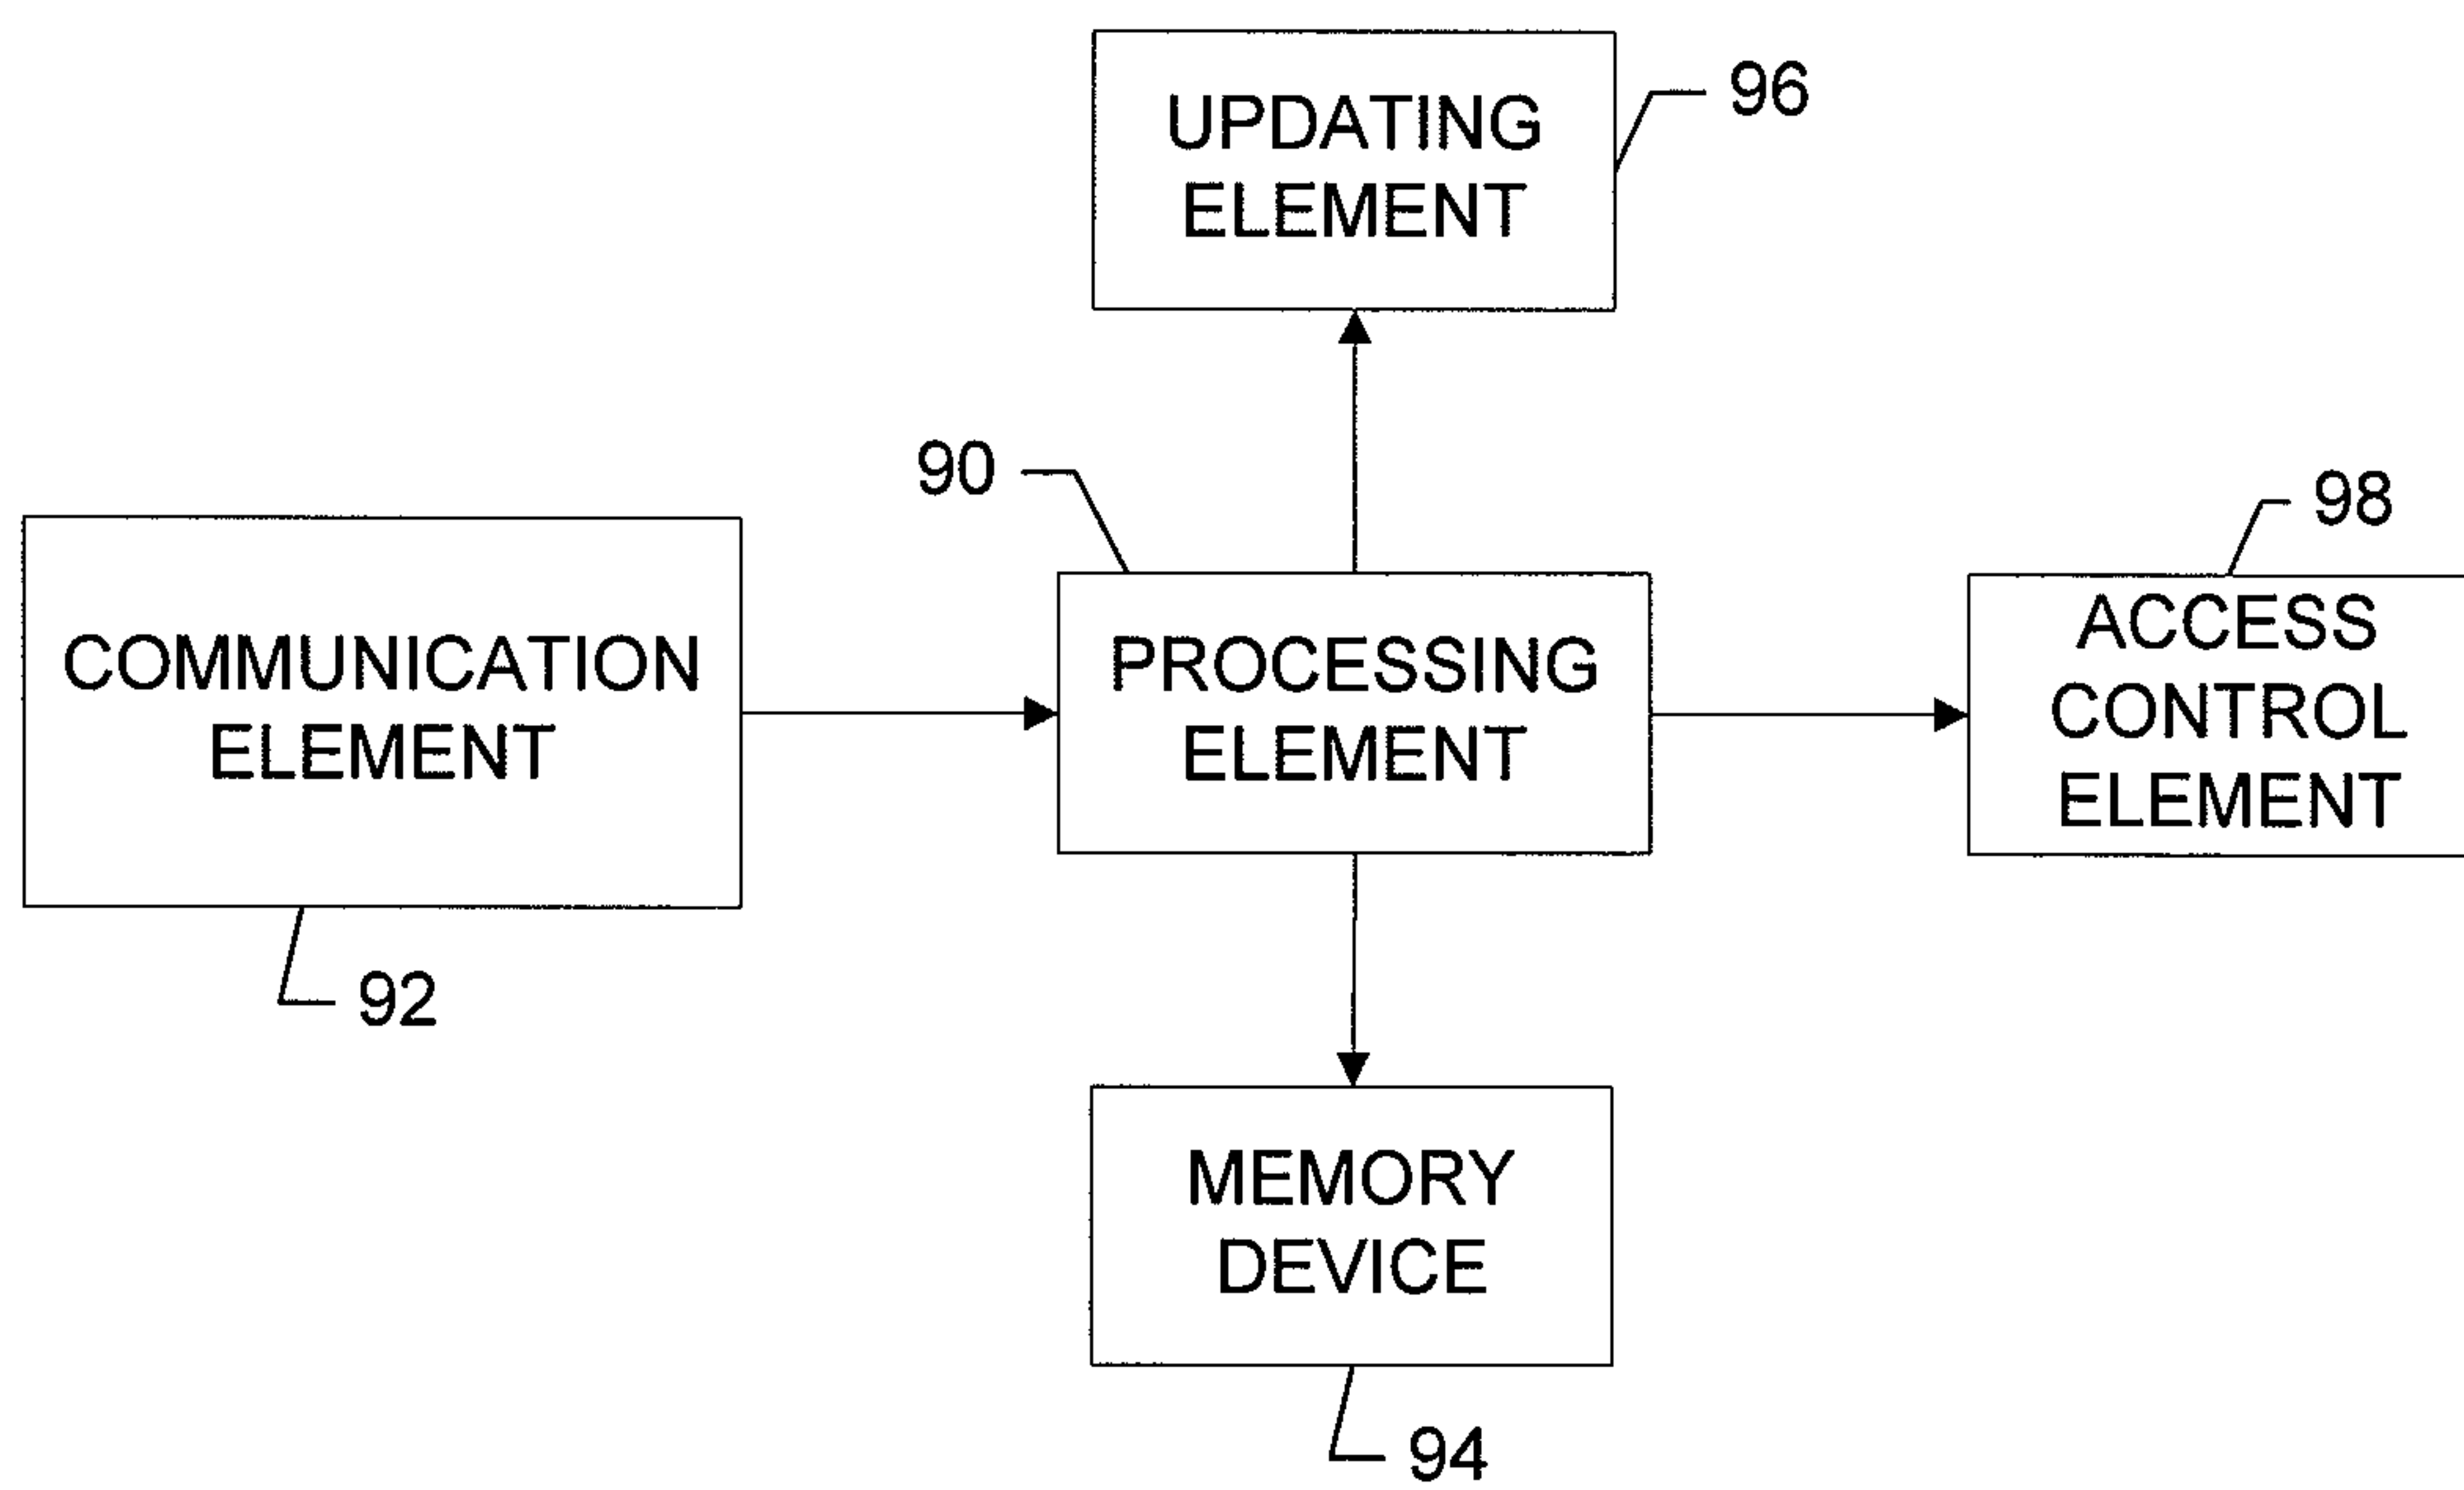 UPDATING
ELEMENT
96
90
98
COMMUNICATION
ELEMENT
92
PROCESSING
ELEMENT
ACCESS
CONTROL
ELEMENT
MEMORY
DEVICE
94